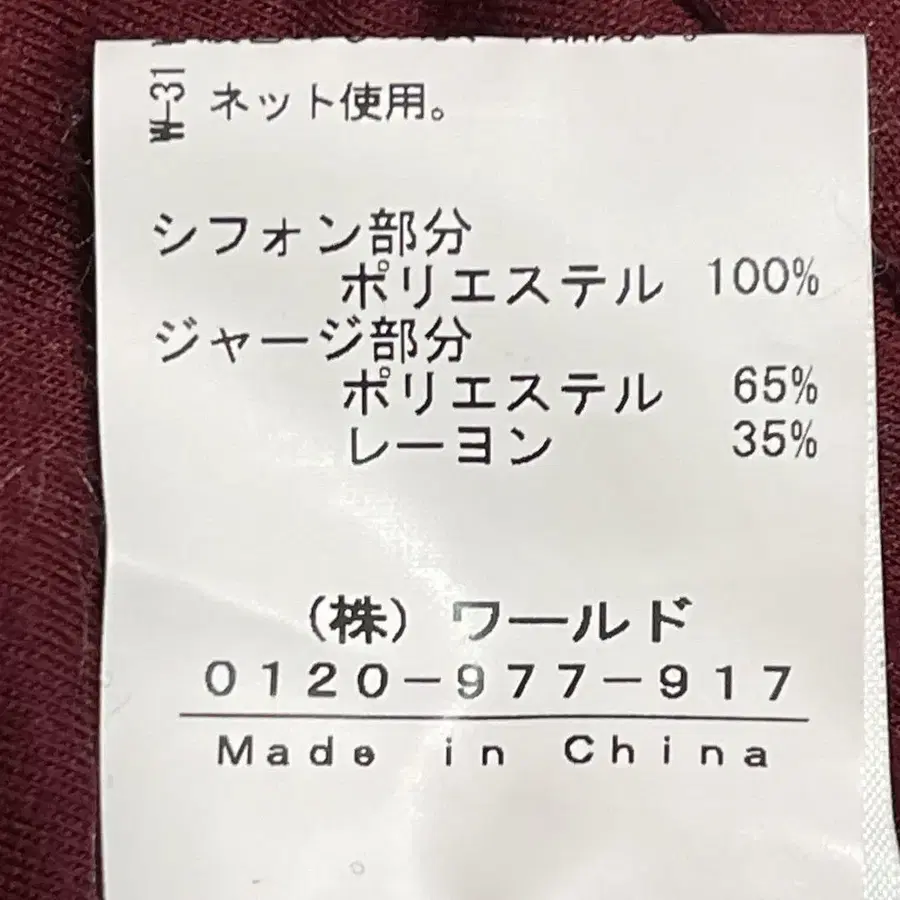 W-31
ネット使用。
シフォン部分
ポリエステル 100%
ジャージ部分
ポリエステル 65%
レーヨン 35%
(株) ワールド
0120-977-917
Made in China